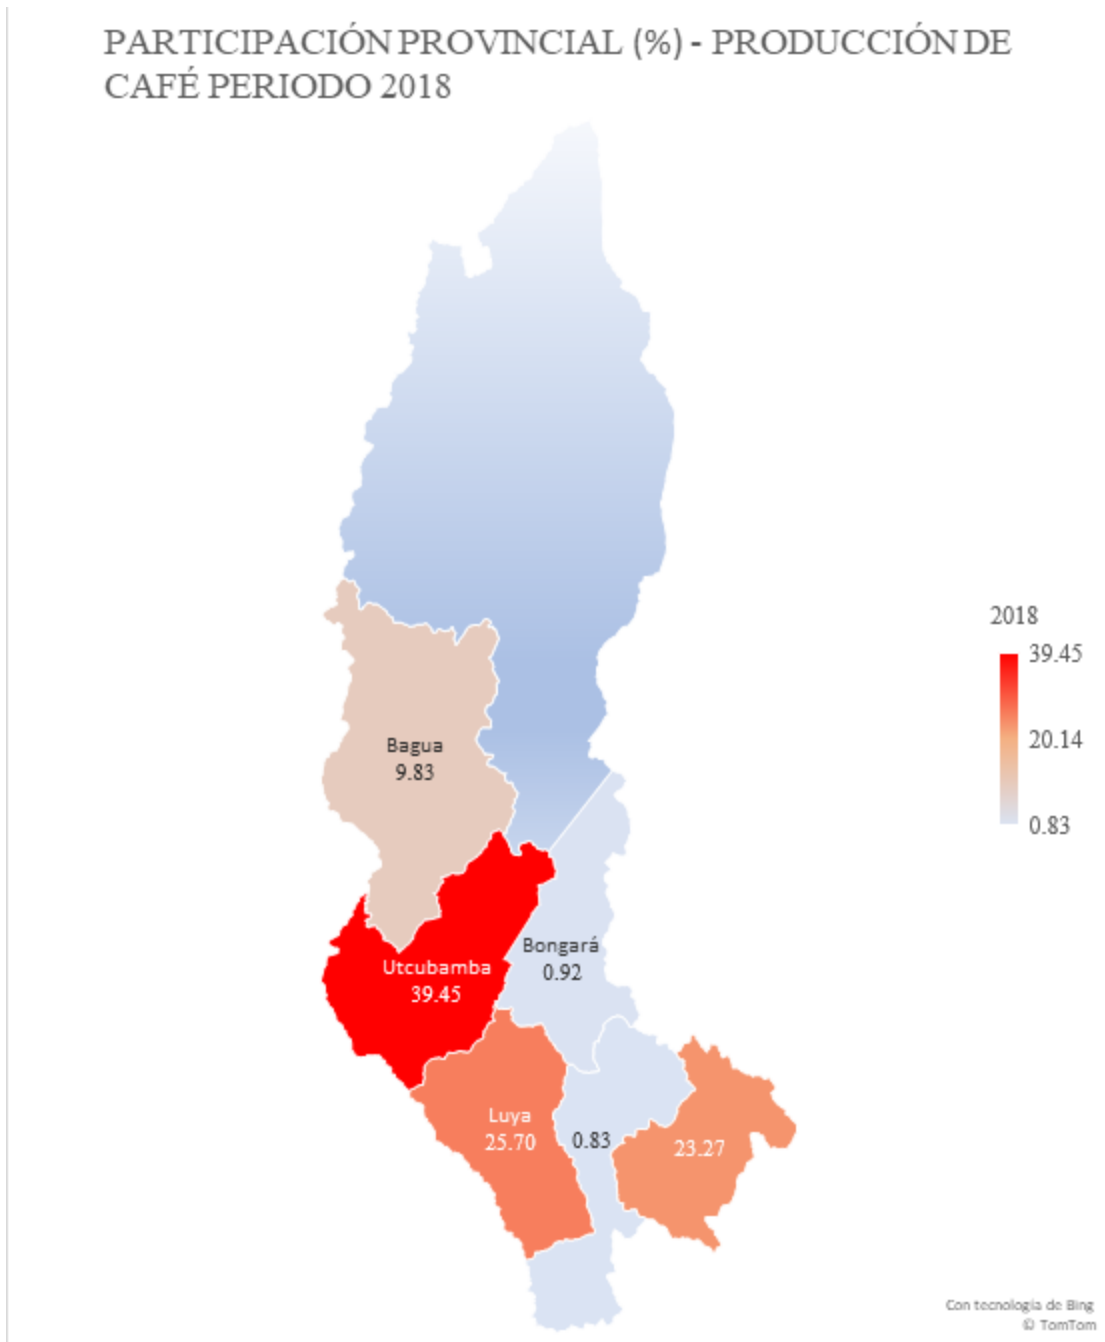 PARTICIPACIÓN PROVINCIAL (%) - PRODUCCIÓN DE
CAFÉ PERIODO 2018
2018
39.45
20.14
0.83
Bagua
9.83
Bongará
0.92
Utcubamba
39.45
Luya
25.70
0.83
23.27
Con tecnología de Bing
© TomTom